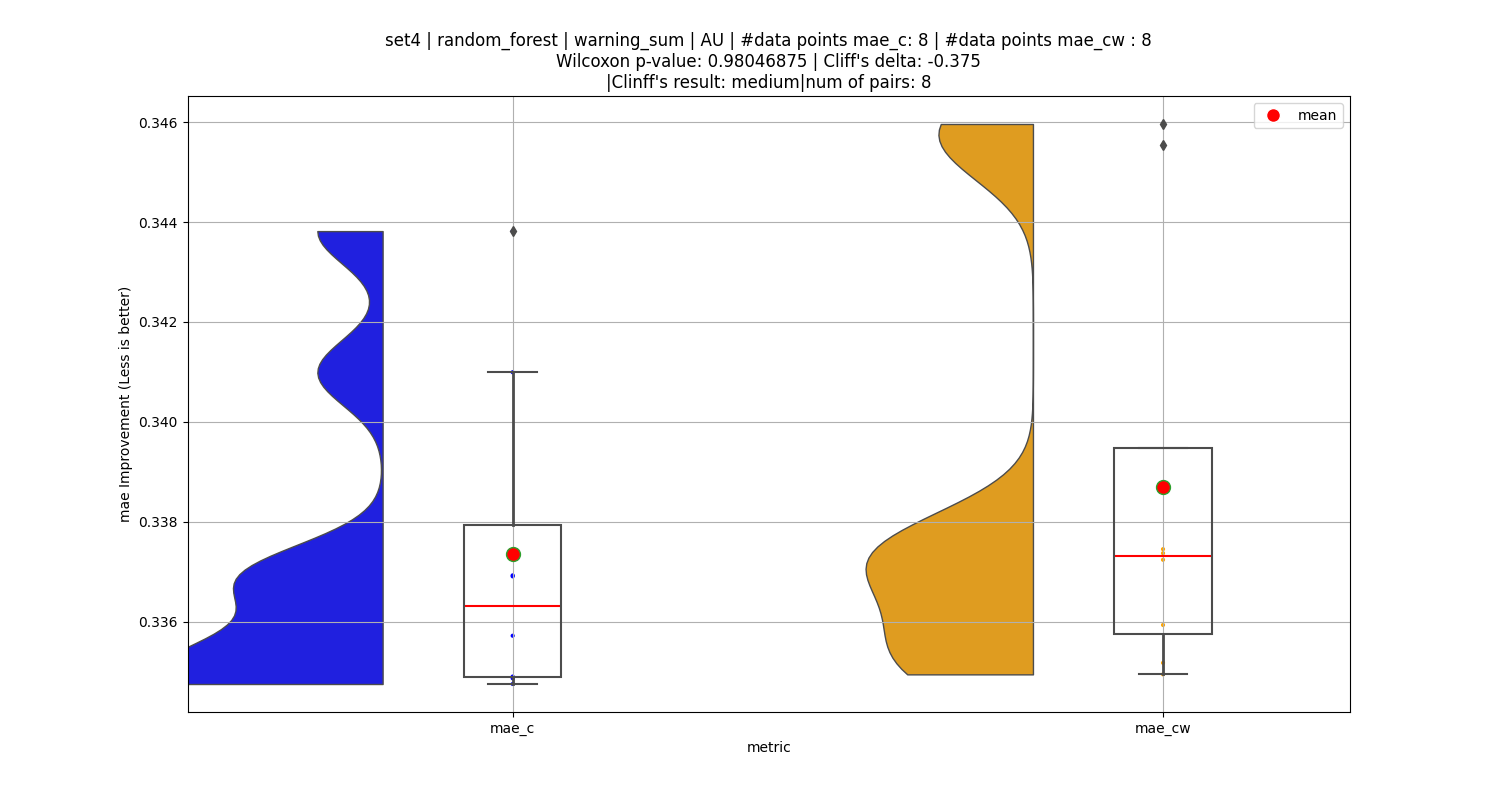 set4 | random_forest | warning_sum | AU | #data points mae_c: 8 | #data points mae_cw : 8
Wilcoxon p-value: 0.98046875 | Cliff's delta: -0.375
|Clinff's result: medium|num of pairs: 8
mean
mae Improvement (Less is better)
0.346
0.344
0.342
0.340
0.338
0.336
mae_c
mae_cw
metric